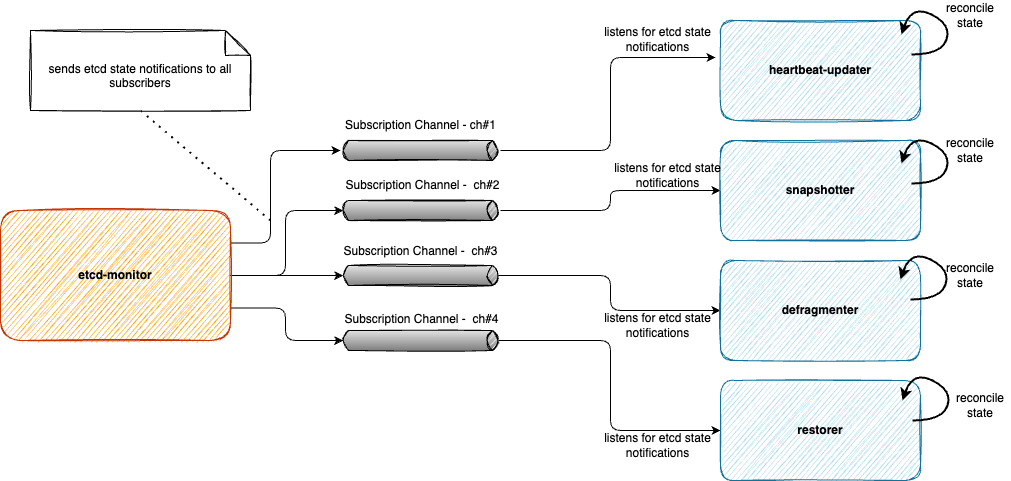 sends etcd state notifications to all
subscribers
etcd-monitor
Subscription Channel - ch#1
Subscription Channel - ch#2
Subscription Channel - ch#3
Subscription Channel - ch#4
listens for etcd state
notifications
heartbeat-updater
reconcile
state
listens for etcd state
notifications
snapshotter
reconcile
state
listens for etcd state
notifications
defragmenter
reconcile
state
listens for etcd state
notifications
restorer
reconcile
state